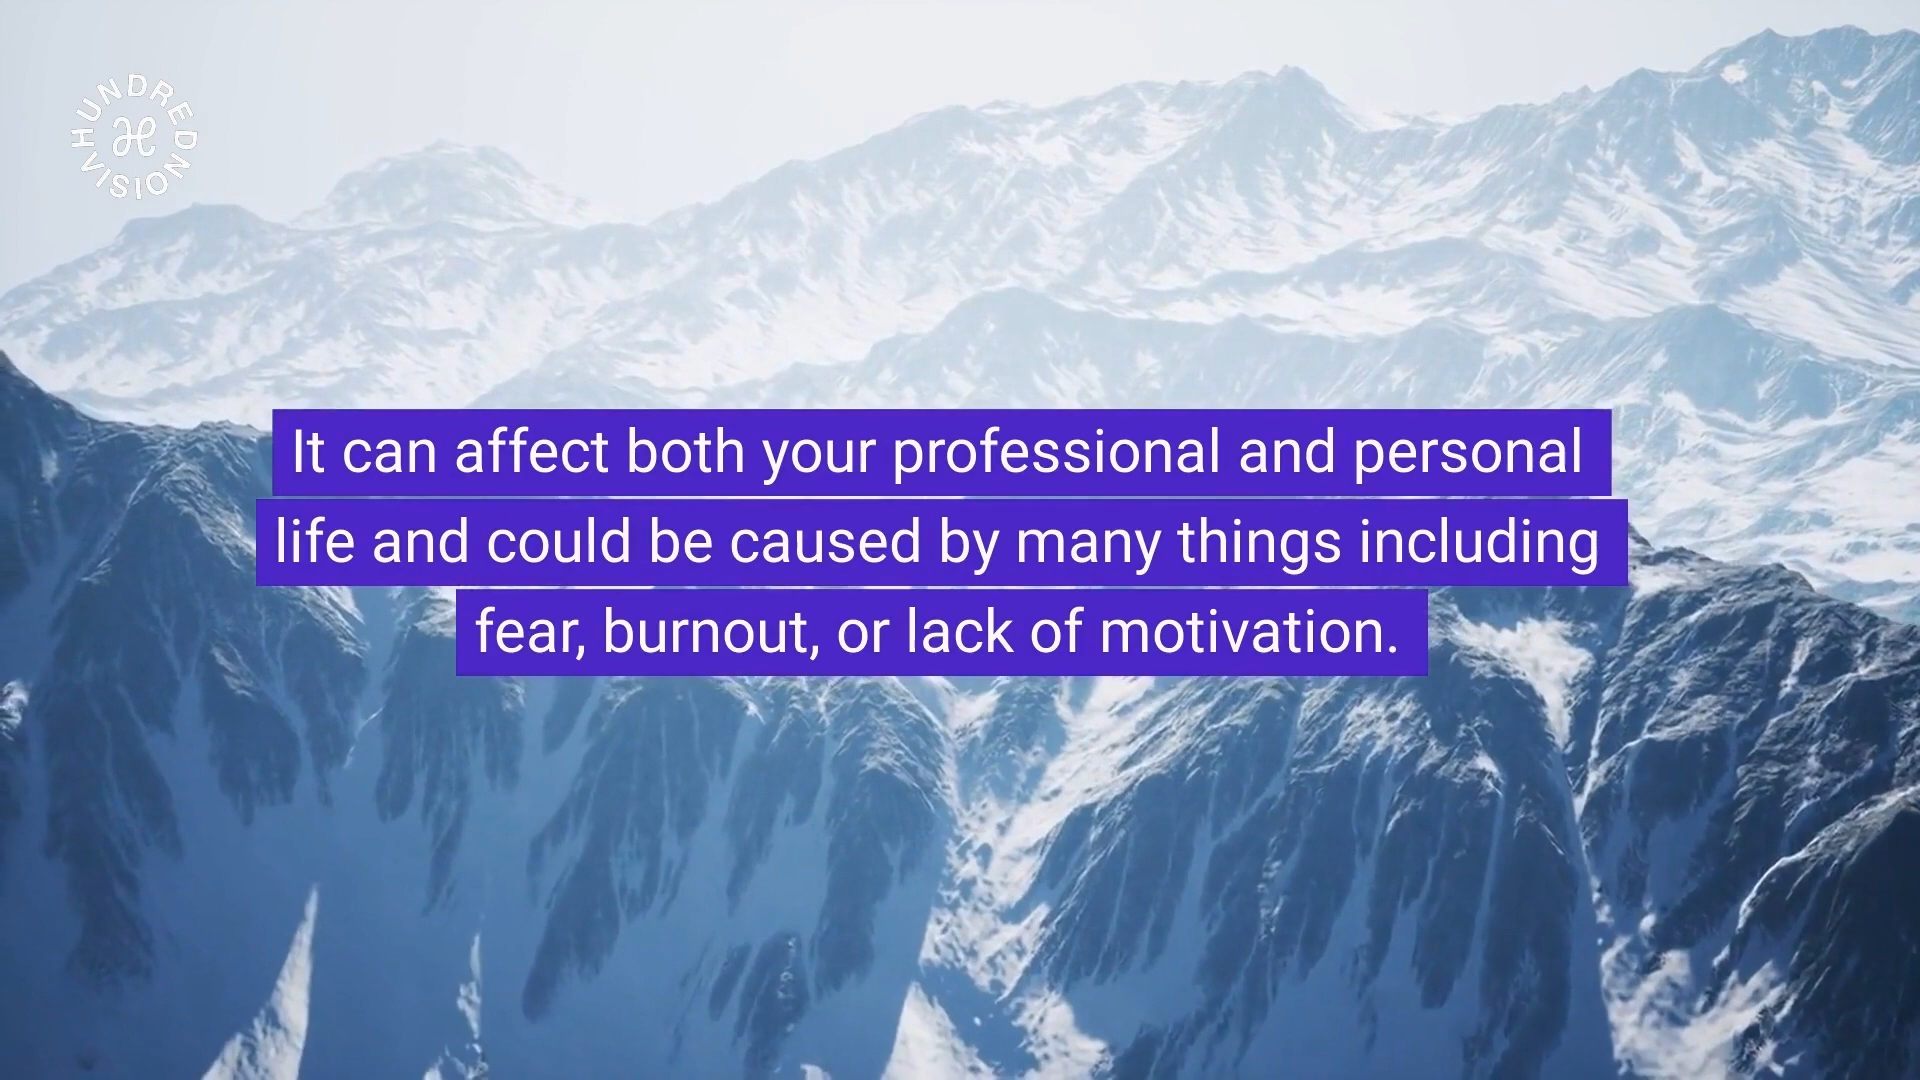 HUNDRED VISION
It can affect both your professional and personal
life and could be caused by many things including
fear, burnout, or lack of motivation.